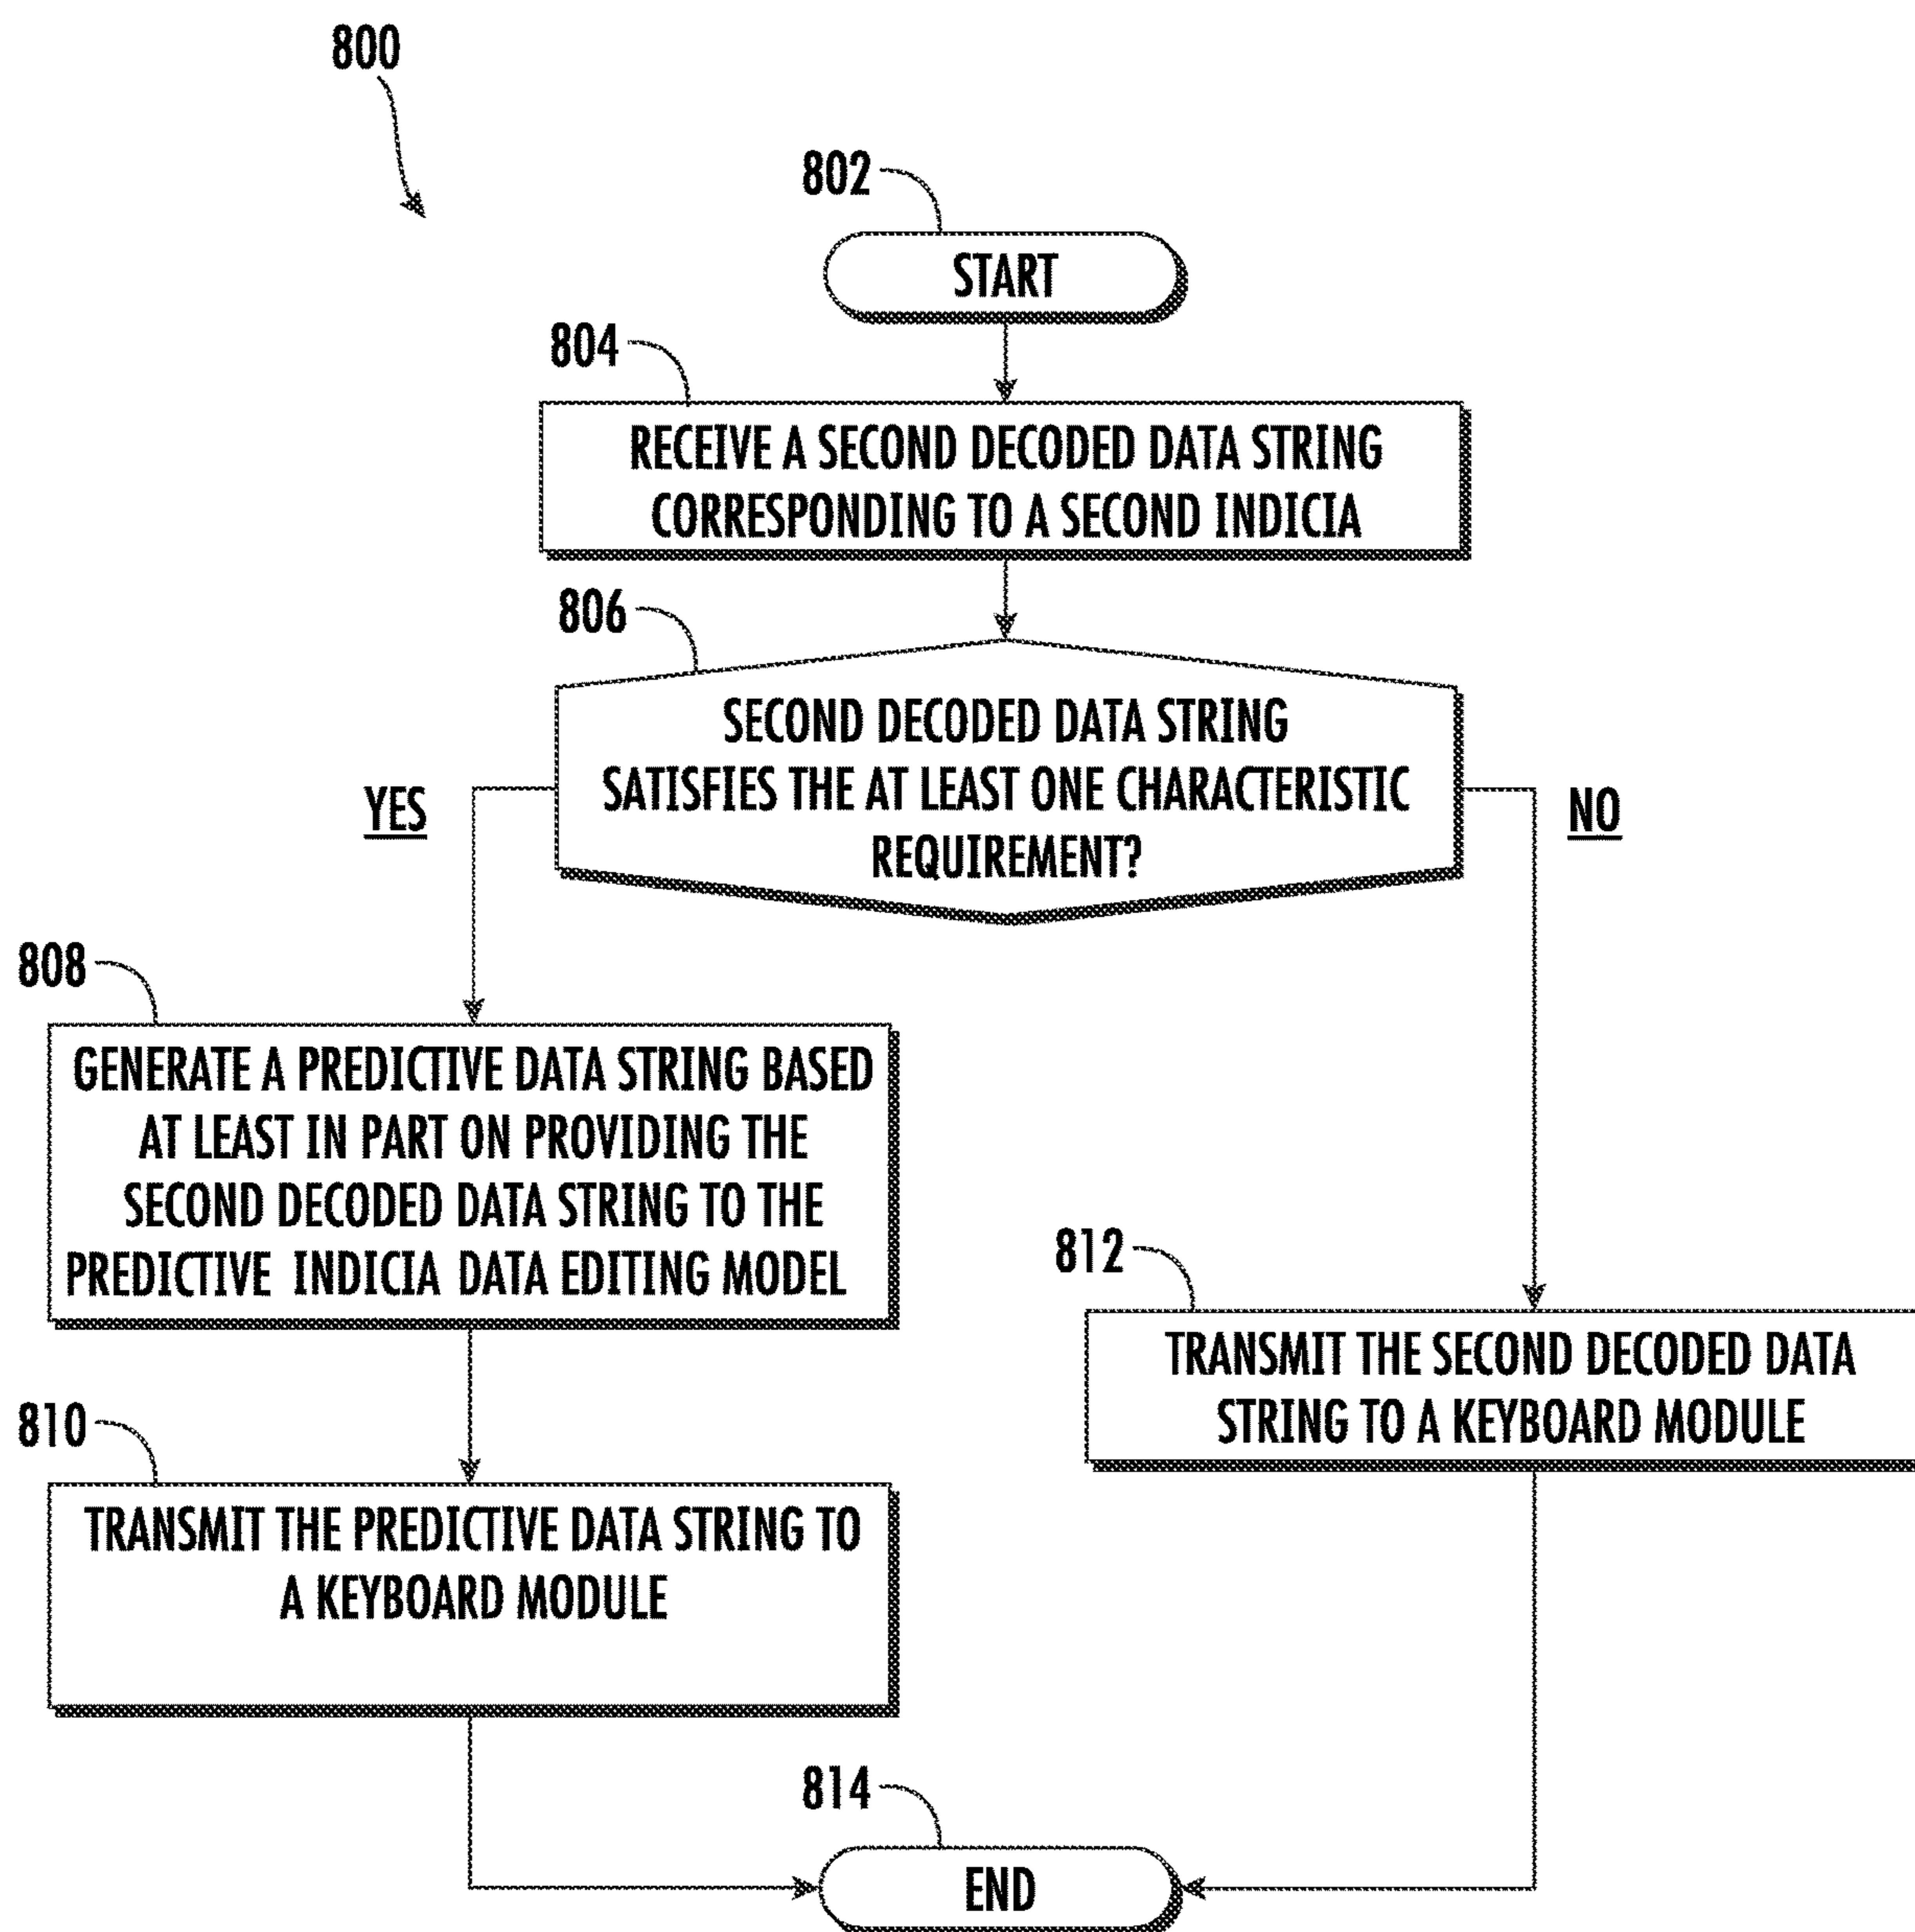 800
802
START
804
RECEIVE A SECOND DECODED DATA STRING
CORRESPONDING TO A SECOND INDICIA
806
SECOND DECODED DATA STRING
SATISFIES THE AT LEAST ONE CHARACTERISTIC
REQUIREMENT?
YES
NO
808
GENERATE A PREDICTIVE DATA STRING BASED
AT LEAST IN PART ON PROVIDING THE
SECOND DECODED DATA STRING TO THE
PREDICTIVE INDICIA DATA EDITING MODEL
810
TRANSMIT THE PREDICTIVE DATA STRING TO
A KEYBOARD MODULE
812
TRANSMIT THE SECOND DECODED DATA
STRING TO A KEYBOARD MODULE
814
END